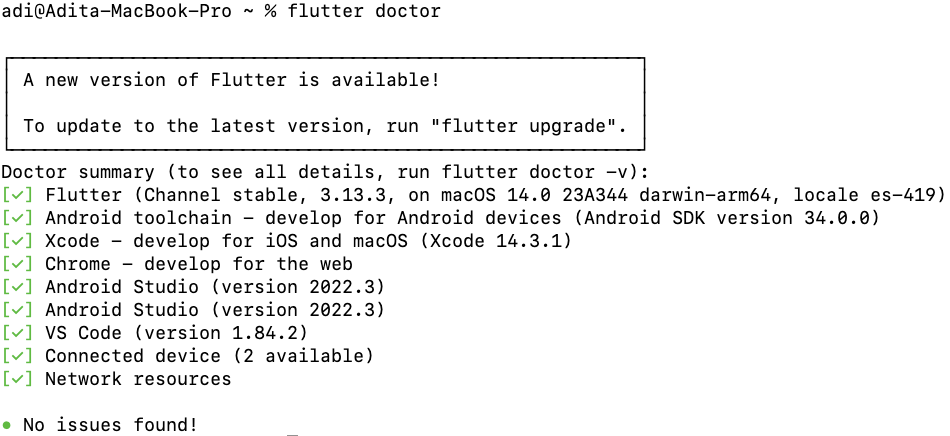 adi@Adita-MacBook-Pro ~ % flutter doctor
A new version of Flutter is available!
To update to the latest version, run "flutter upgrade".
Doctor summary (to see all details, run flutter doctor -v):
[✓] Flutter (Channel stable, 3.13.3, on macOS 14.0 23A344 darwin-arm64, locale es-419)
[✓] Android toolchain - develop for Android devices (Android SDK version 34.0.0)
[✓] Xcode - develop for iOS and macOS (Xcode 14.3.1)
[✓] Chrome - develop for the web
[✓] Android Studio (version 2022.3)
[✓] Android Studio (version 2022.3)
[✓] VS Code (version 1.84.2)
[✓] Connected device (2 available)
[✓] Network resources
• No issues found!